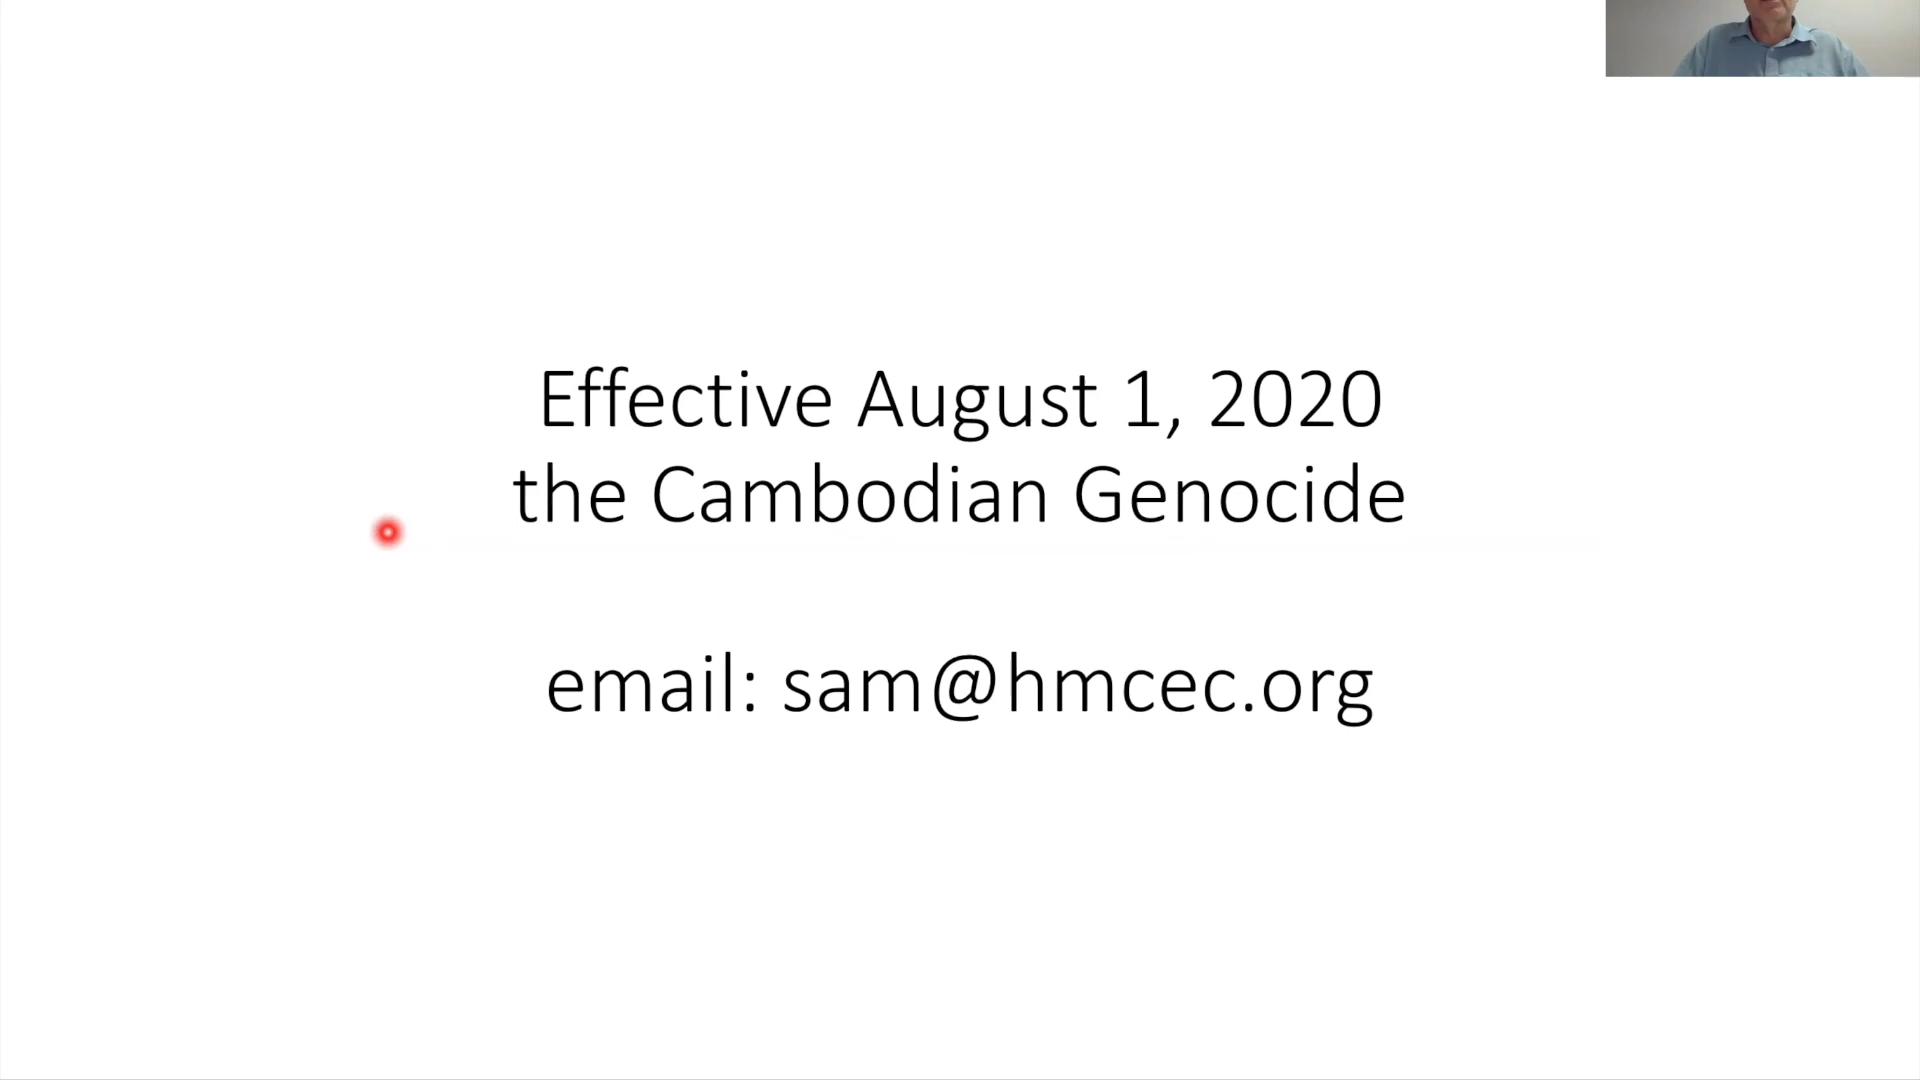 Effective August 1, 2020
the Cambodian Genocide
email: sam@hmcec.org